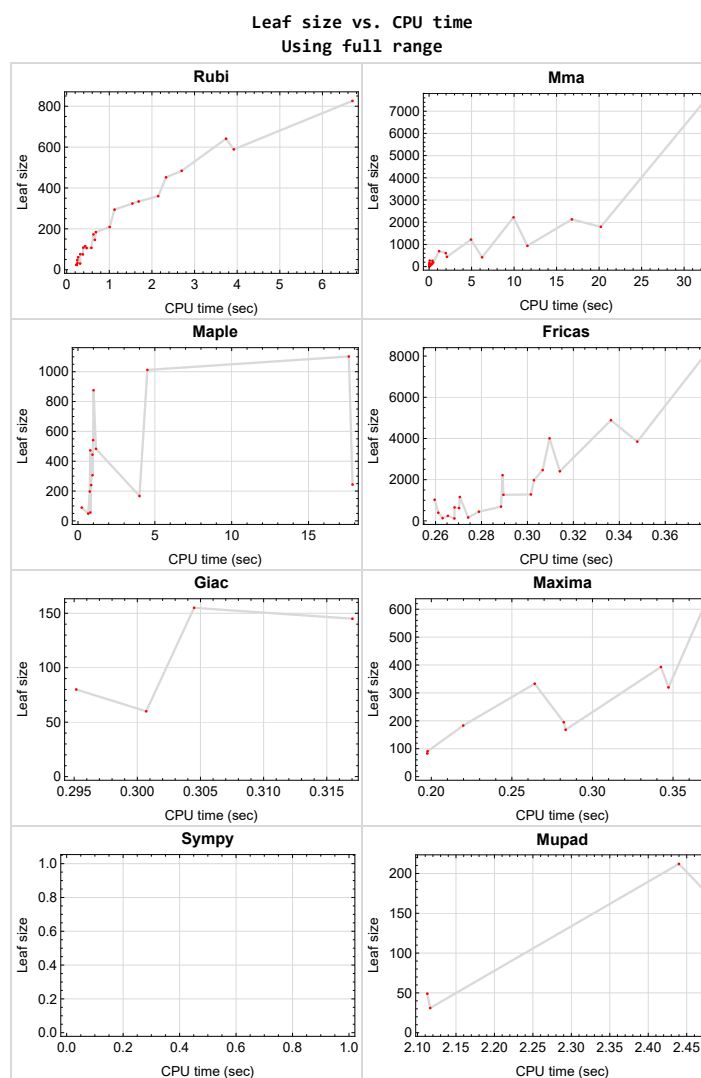 Leaf size vs. CPU time
Using full range
Rubi
Leaf size
800
600
400
200
0
0 1 2 3 4 5 6
CPU time (sec)
Mma
Leaf size
7000
6000
5000
4000
3000
2000
1000
0
0 5 10 15 20 25 30
CPU time (sec)
Maple
Leaf size
1000
800
600
400
200
0
0 5 10 15
CPU time (sec)
Fricas
Leaf size
8000
6000
4000
2000
0
0.26 0.28 0.30 0.32 0.34 0.36
CPU time (sec)
Giac
Leaf size
150
100
50
0
0.295 0.300 0.305 0.310 0.315
CPU time (sec)
Maxima
Leaf size
600
500
400
300
200
100
0
0.20 0.25 0.30 0.35
CPU time (sec)
Sympy
Leaf size
1.0
0.8
0.6
0.4
0.2
0.0
0.0 0.2 0.4 0.6 0.8 1.0
CPU time (sec)
Mupad
Leaf size
200
150
100
50
0
2.10 2.15 2.20 2.25 2.30 2.35 2.40 2.45
CPU time (sec)